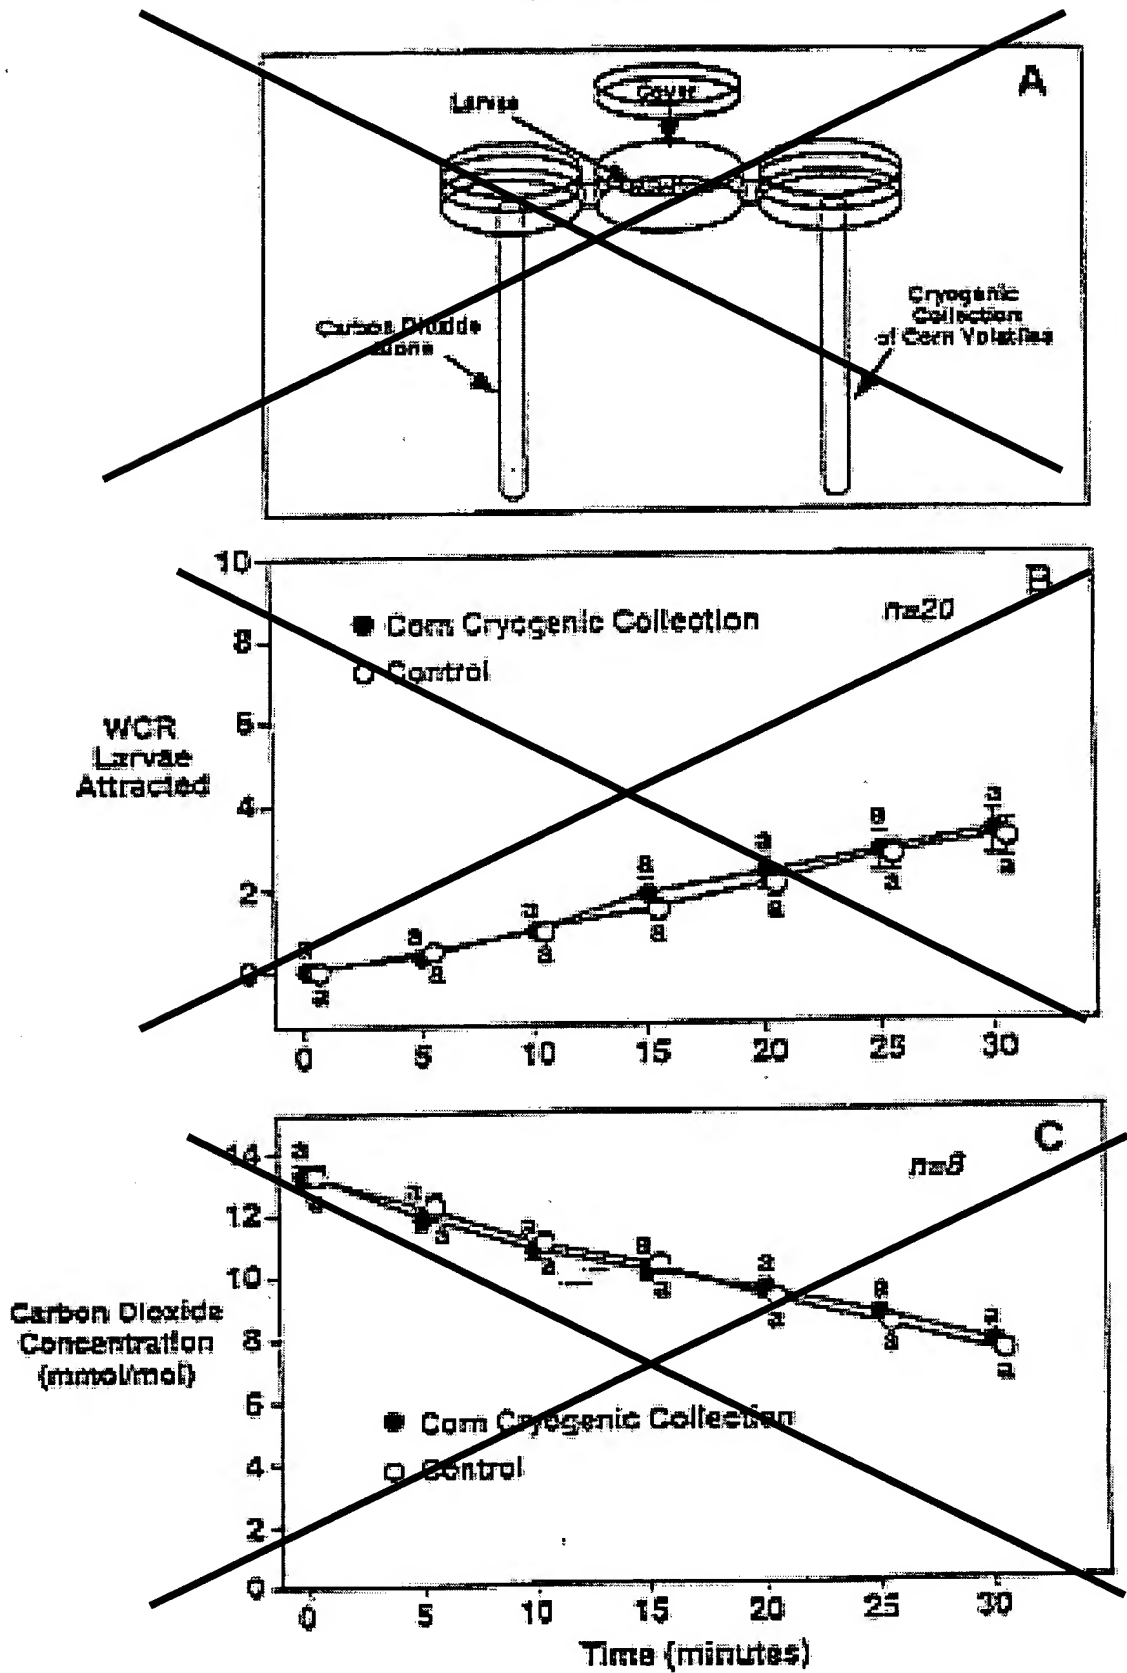 A
Cover
Larvae
Carbon Dioxide
Alone
Cryogenic
Collection
of Corn Volatiles
B
n=20
Corn Cryogenic Collection
Control
WCR
Larvae
Attracted
10
8
6
4
2
0
a a a a a a a
a a a a a a a
0 5 10 15 20 25 30
C
n=8
14
12
10
8
6
4
2
0
a a a a a a a
a a a a a a a
Carbon Dioxide
Concentration
(mmol/mol)
Corn Cryogenic Collection
Control
0 5 10 15 20 25 30
Time (minutes)